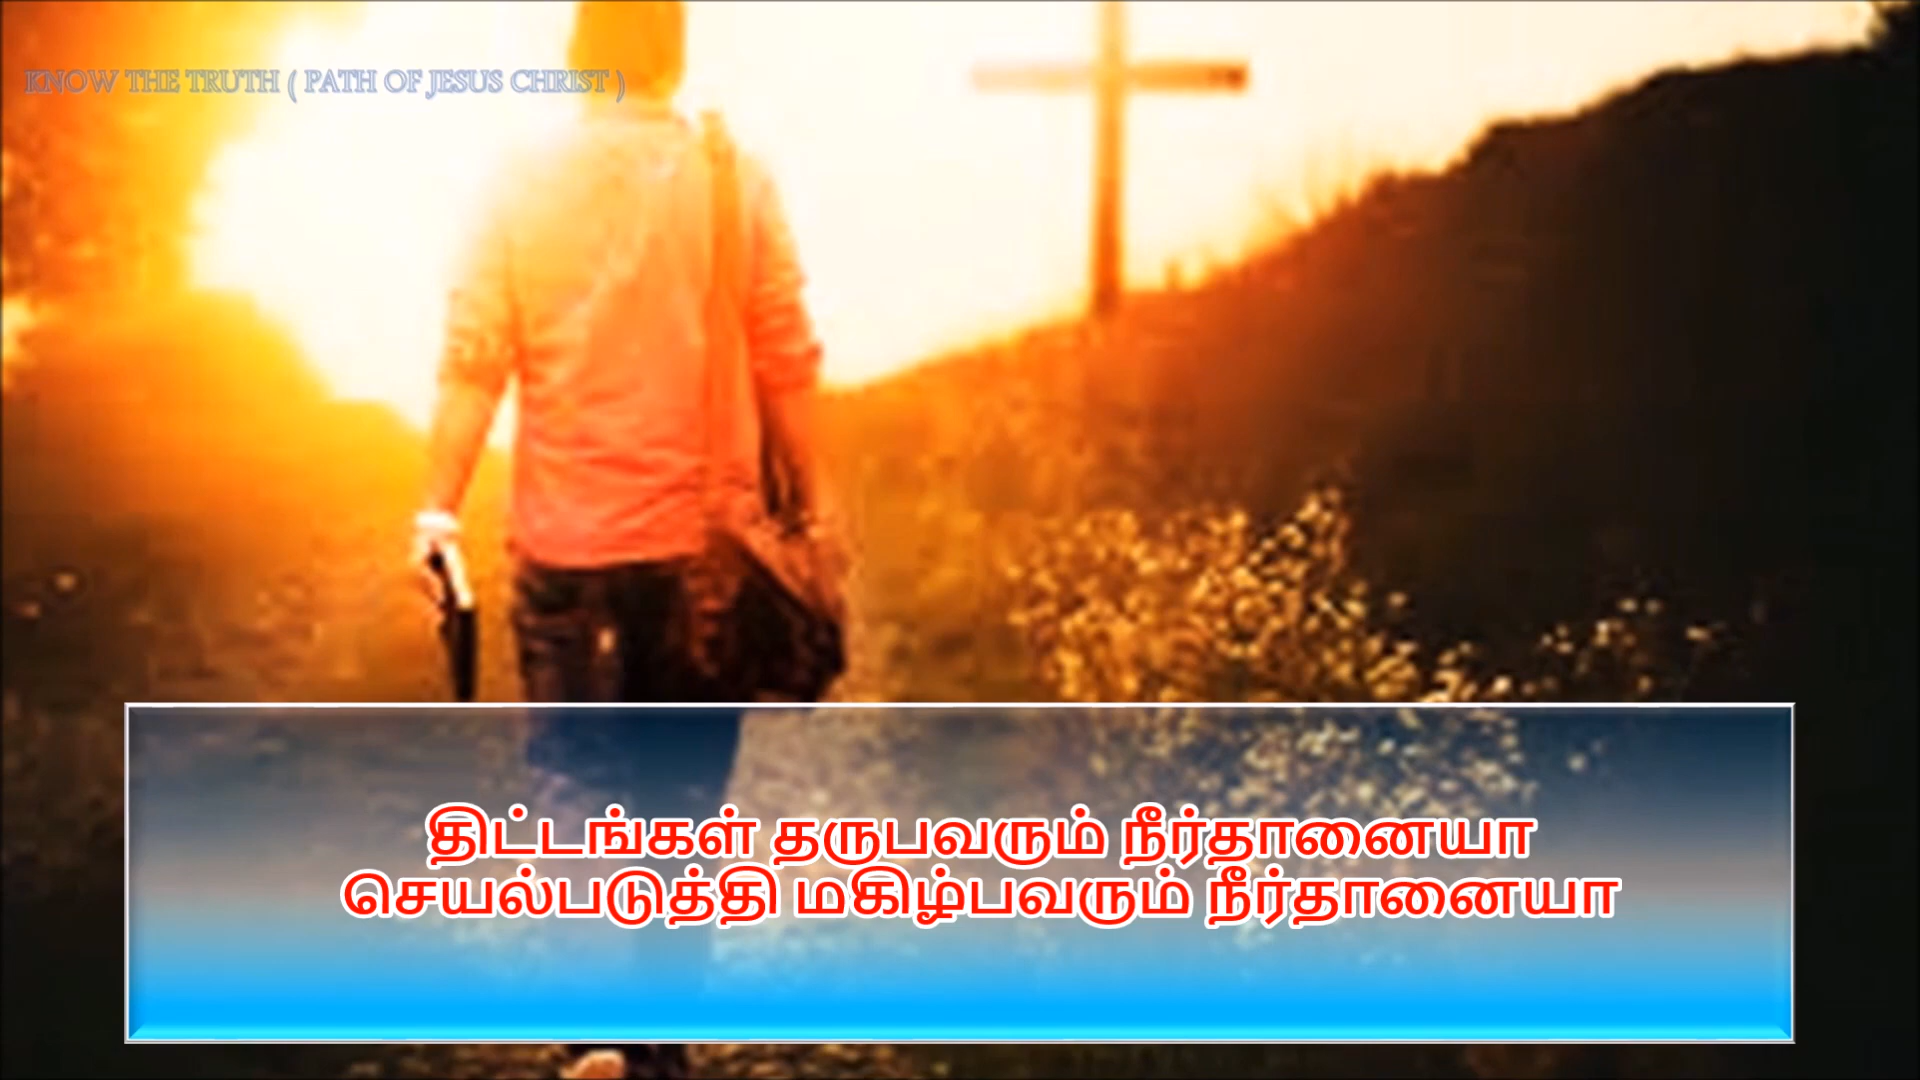 KNOW THE TRUTH ( PATH OF JESUS CHRIST )
திட்டங்கள் தருபவரும் நீர்தானையா
செயல்படுத்தி மகிழ்பவரும் நீர்தானையா